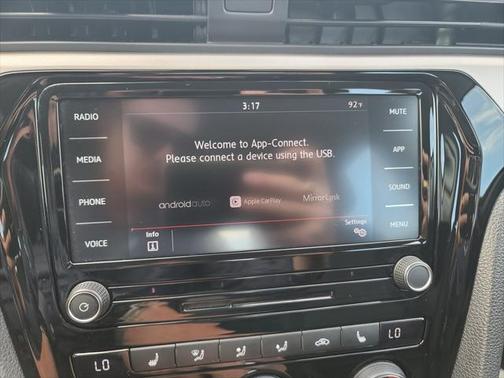 3:17 92°F
RADIO
MEDIA
PHONE
VOICE
Welcome to App-Connect.
Please connect a device using the USB.
androidauto Apple CarPlay MirrorLink
Info Settings
MUTE
APP
SOUND
MENU
LO LO